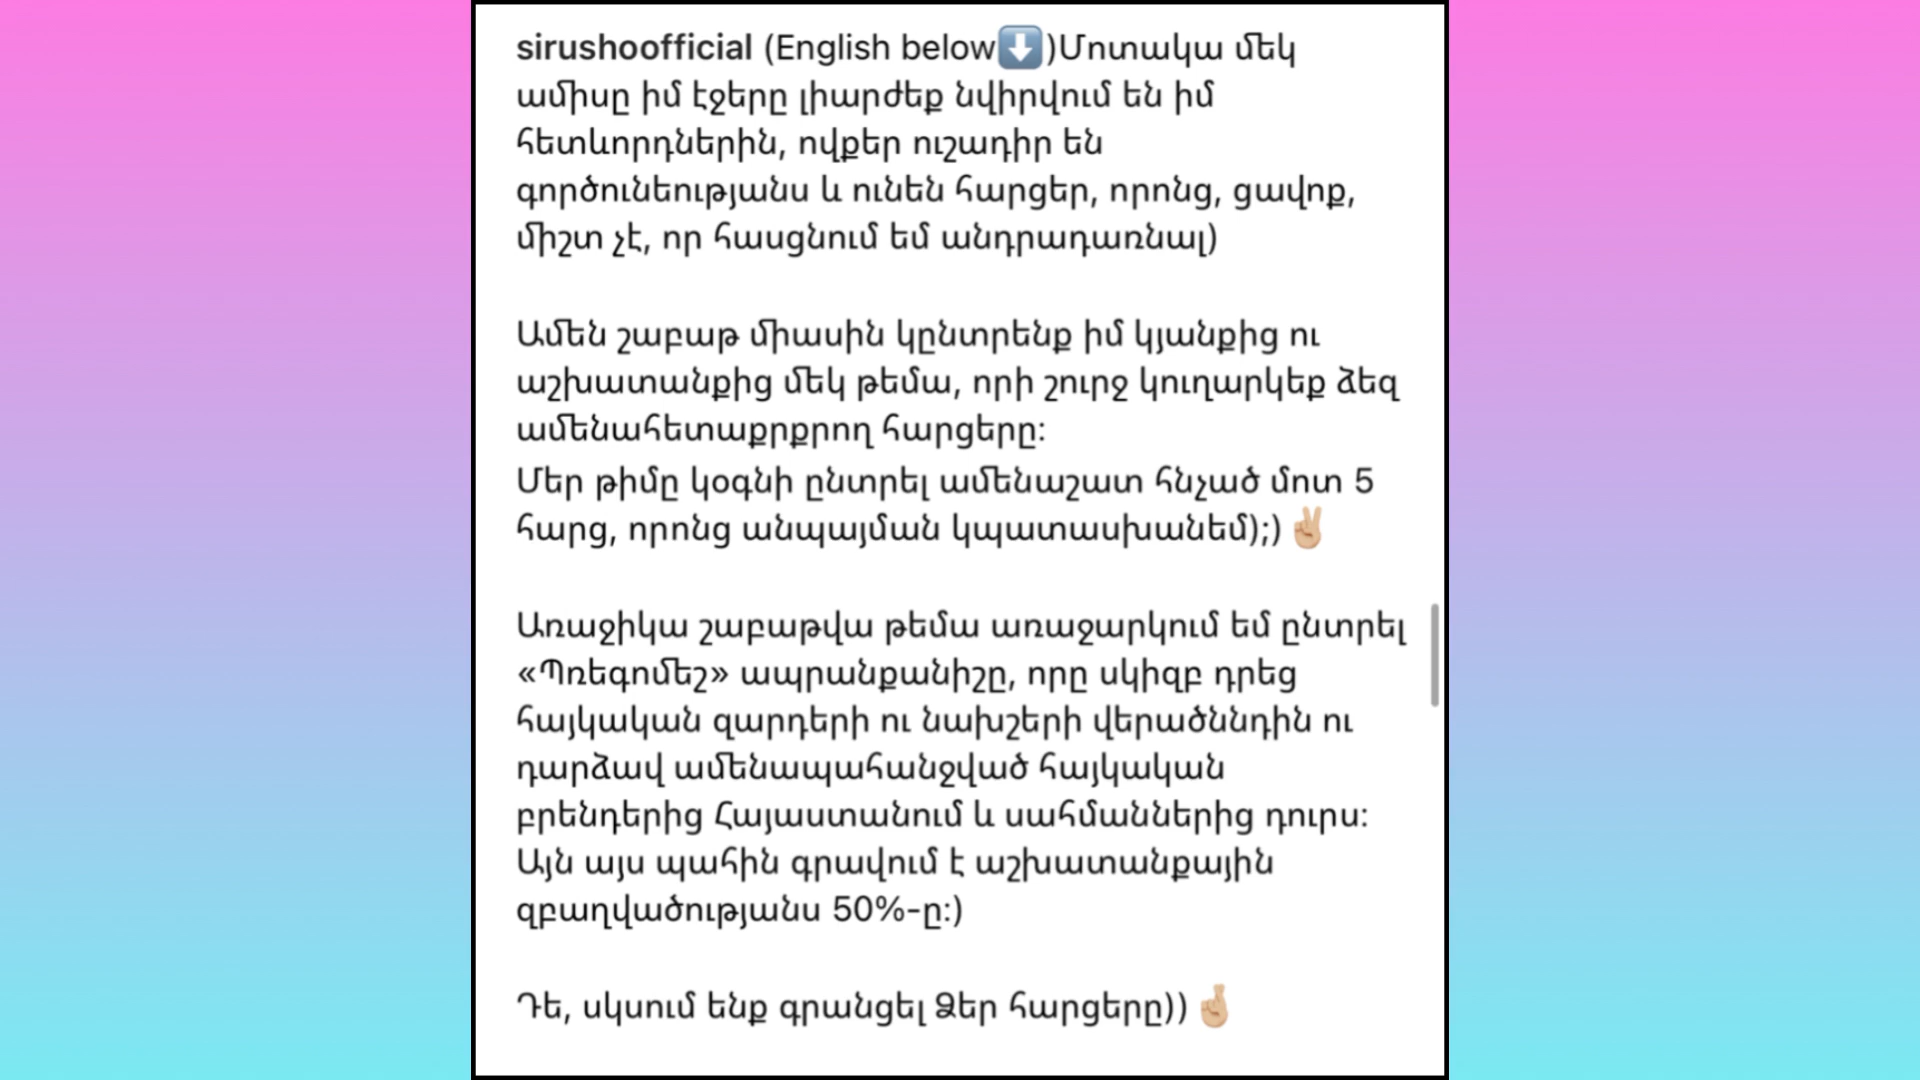 sirushoofficial (English below⬇️)Մոտակա մեկ
ամիսը իմ էջերը լիարժեք նվիրվում են իմ
հետևորդներին, ովքեր ուշադիր են
գործունեությանս և ունեն հարցեր, որոնց, ցավոք,
միշտ չէ, որ հասցնում եմ անդրադառնալ)
Ամեն շաբաթ միասին կընտրենք իմ կյանքից ու
աշխատանքից մեկ թեմա, որի շուրջ կուղարկեք ձեզ
ամենահետաքրքրող հարցերը։
Մեր թիմը կօգնի ընտրել ամենաշատ հնչած մոտ 5
հարց, որոնց անպայման կպատասխանեմ);) ✌🏼
Առաջիկա շաբաթվա թեմա առաջարկում եմ ընտրել
«Պռեգոմեշ» ապրանքանիշը, որը սկիզբ դրեց
հայկական զարդերի ու նախշերի վերածննդին ու
դարձավ ամենապահանջված հայկական
բրենդերից Հայաստանում և սահմաններից դուրս։
Այն այս պահին գրավում է աշխատանքային
զբաղվածությանս 50%-ը։)
Դե, սկսում ենք գրանցել Ձեր հարցերը)) 🤞🏼